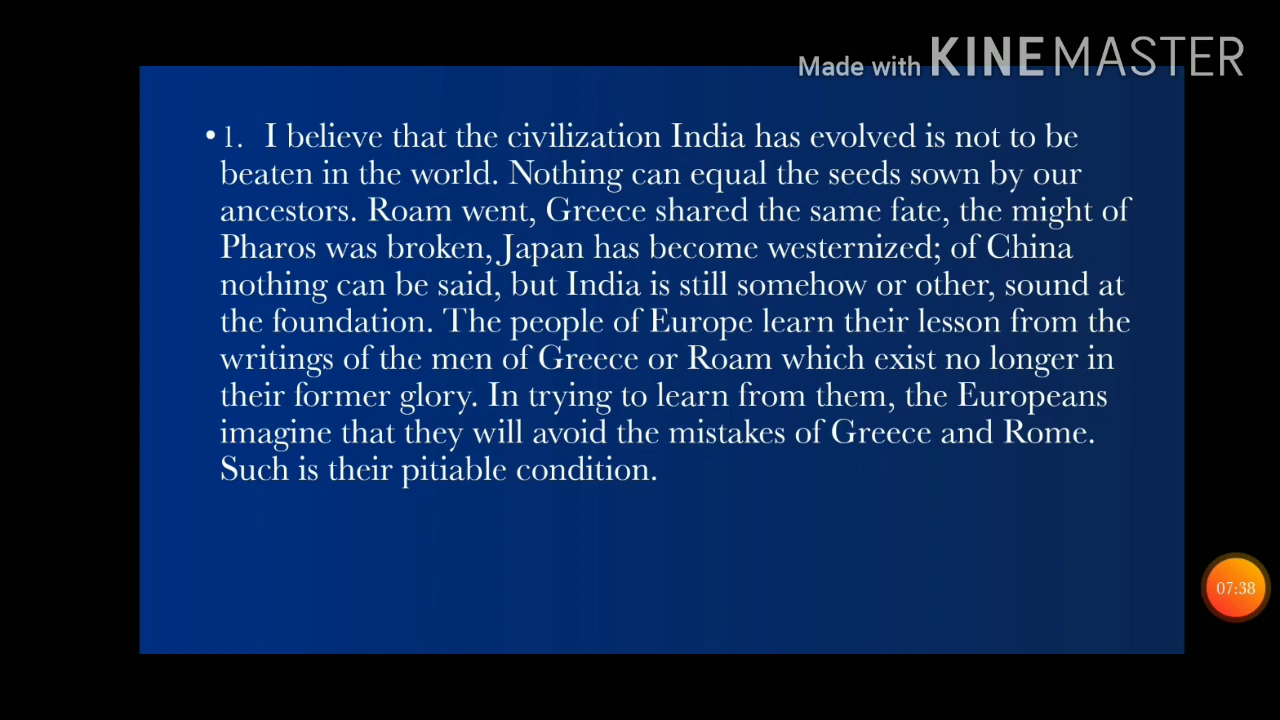 Made with KINEMASTER
• 1. I believe that the civilization India has evolved is not to be
beaten in the world. Nothing can equal the seeds sown by our
ancestors. Roam went, Greece shared the same fate, the might of
Pharos was broken, Japan has become westernized; of China
nothing can be said, but India is still somehow or other, sound at
the foundation. The people of Europe learn their lesson from the
writings of the men of Greece or Roam which exist no longer in
their former glory. In trying to learn from them, the Europeans
imagine that they will avoid the mistakes of Greece and Rome.
Such is their pitiable condition.
07:38